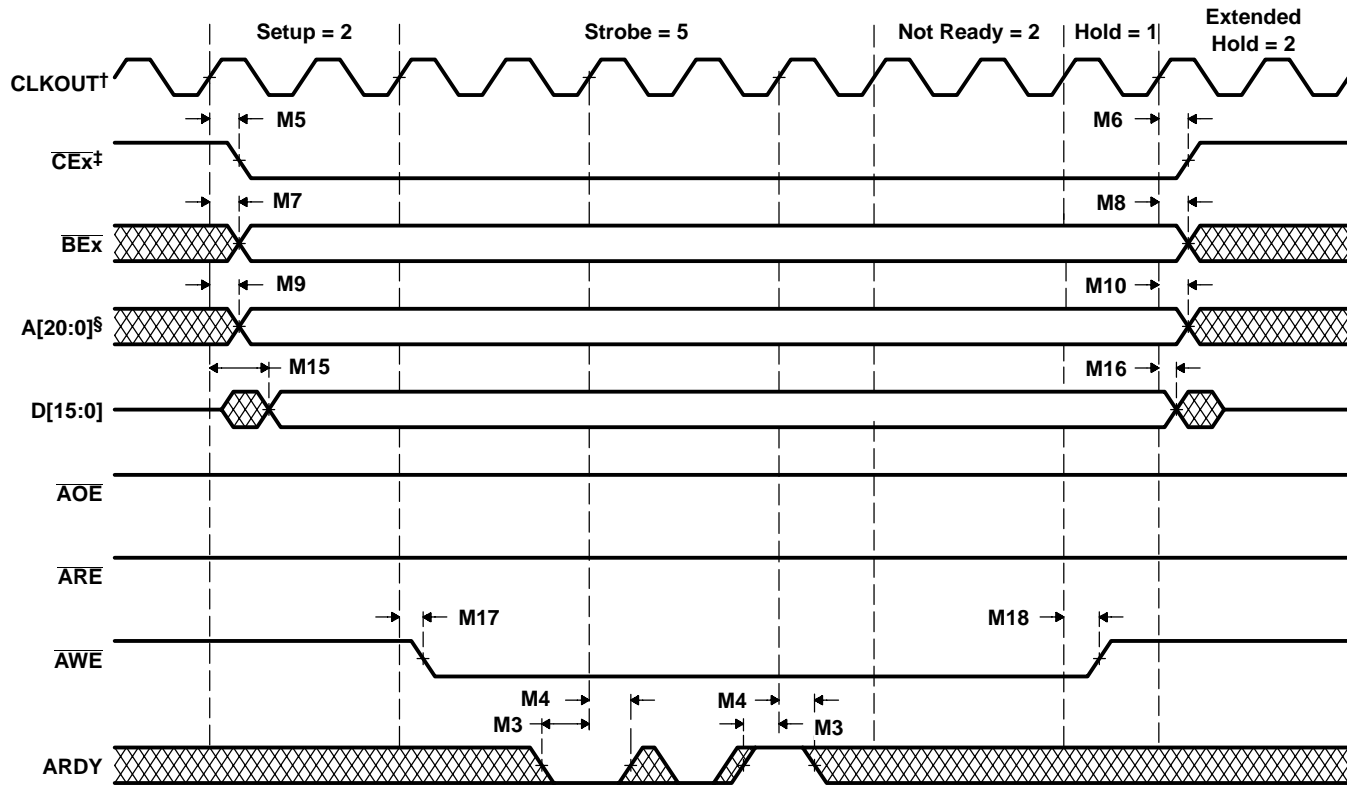 Setup = 2
Strobe = 5
Not Ready = 2
Hold = 1
Extended
Hold = 2
CLKOUT†
M5
M6
CEx‡
M7
M8
BEx
M9
M10
A[20:0]§
M15
M16
D[15:0]
AOE
ARE
M17
M18
AWE
M4
M4
M3
M3
ARDY